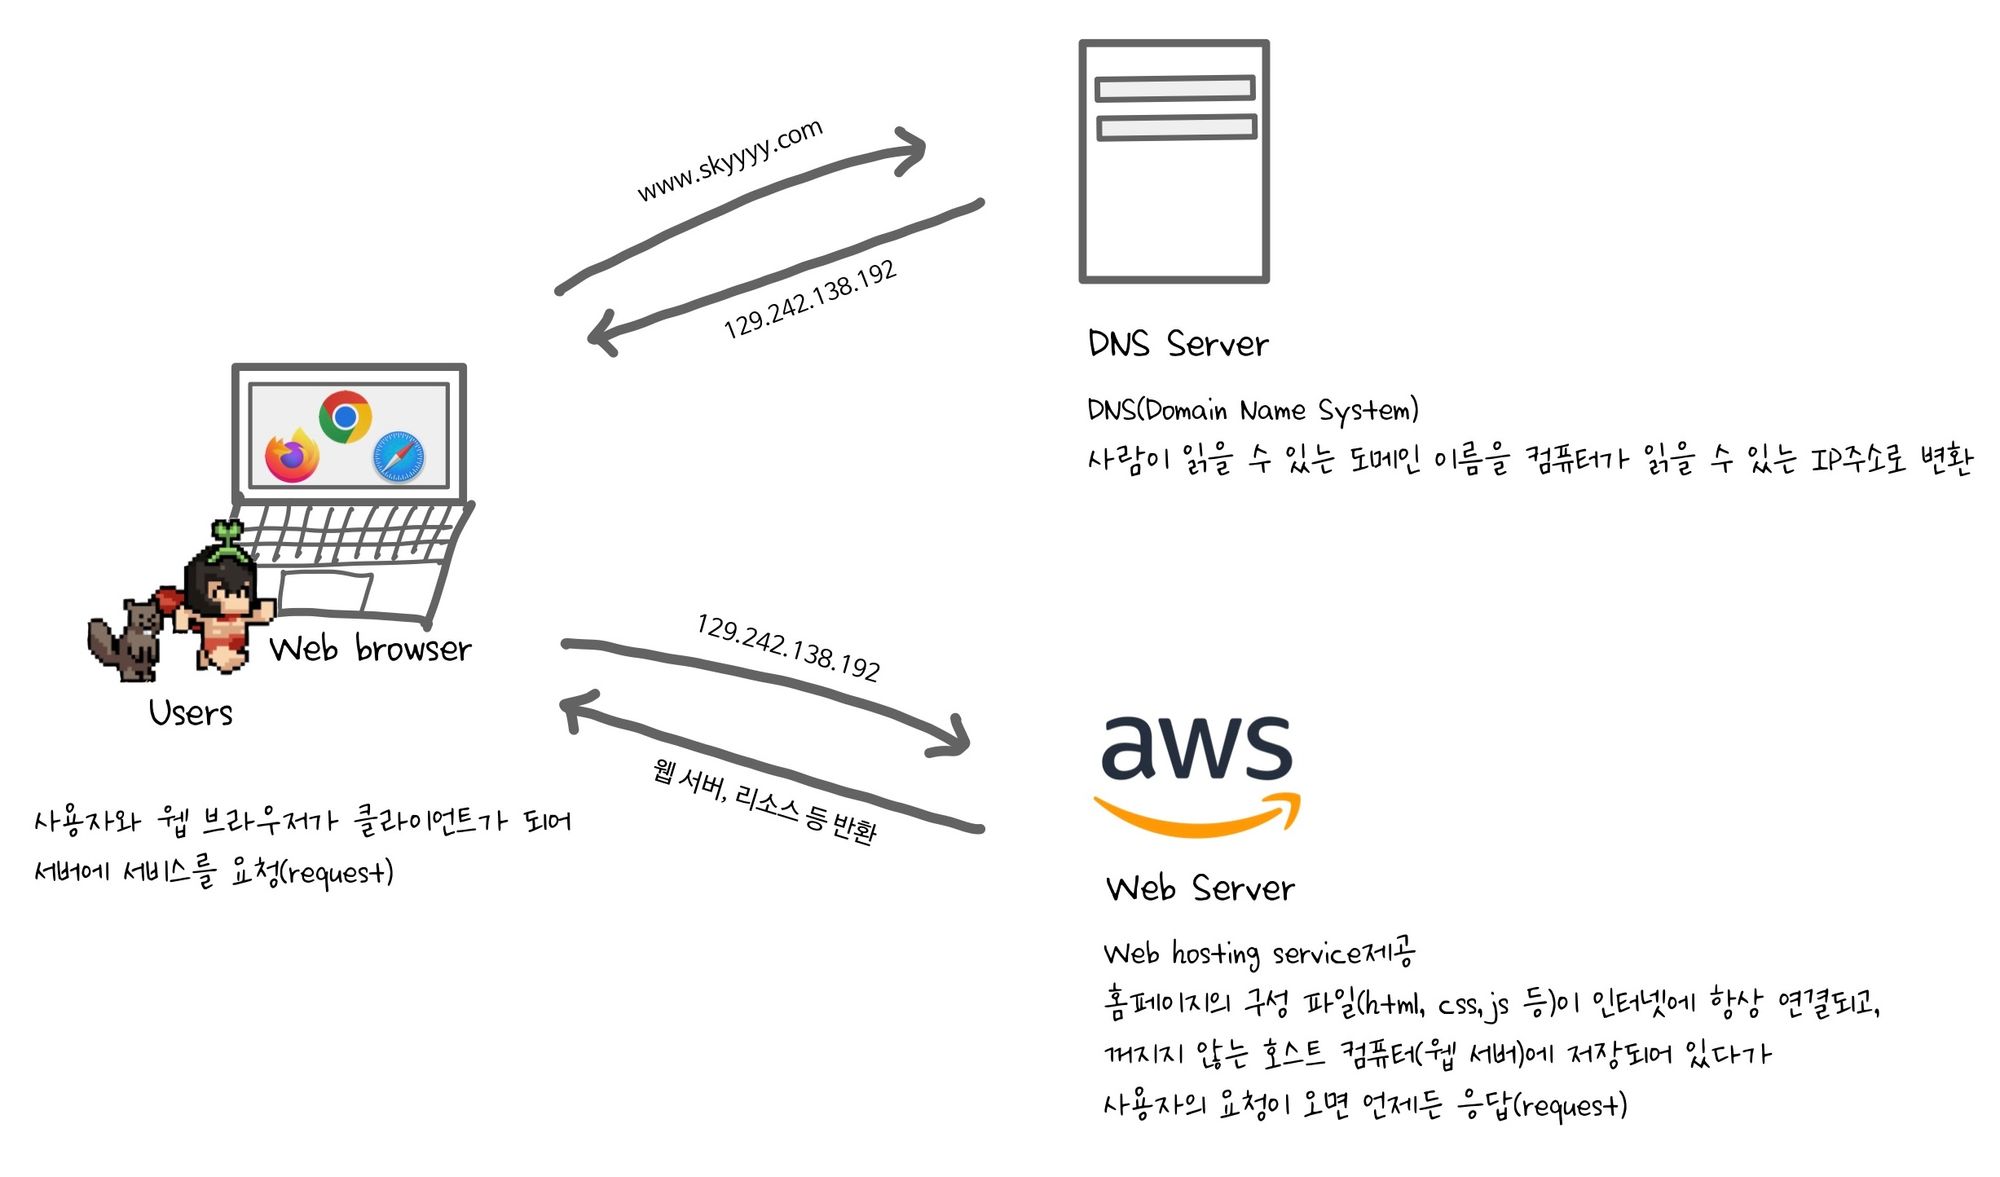 www.skyyyy.com
129.242.138.192
DNS Server
DNS(Domain Name System)
사람이 읽을 수 있는 도메인 이름을 컴퓨터가 읽을 수 있는 IP주소로 변환
Web browser
Users
사용자와 웹 브라우저가 클라이언트가 되어
서버에 서비스를 요청(request)
129.242.138.192
웹 서버, 리소스 등 반환
aws
Web Server
Web hosting service제공
홈페이지의 구성 파일(html, css,js 등)이 인터넷에 항상 연결되고,
꺼지지 않는 호스트 컴퓨터(웹 서버)에 저장되어 있다가
사용자의 요청이 오면 언제든 응답(request)